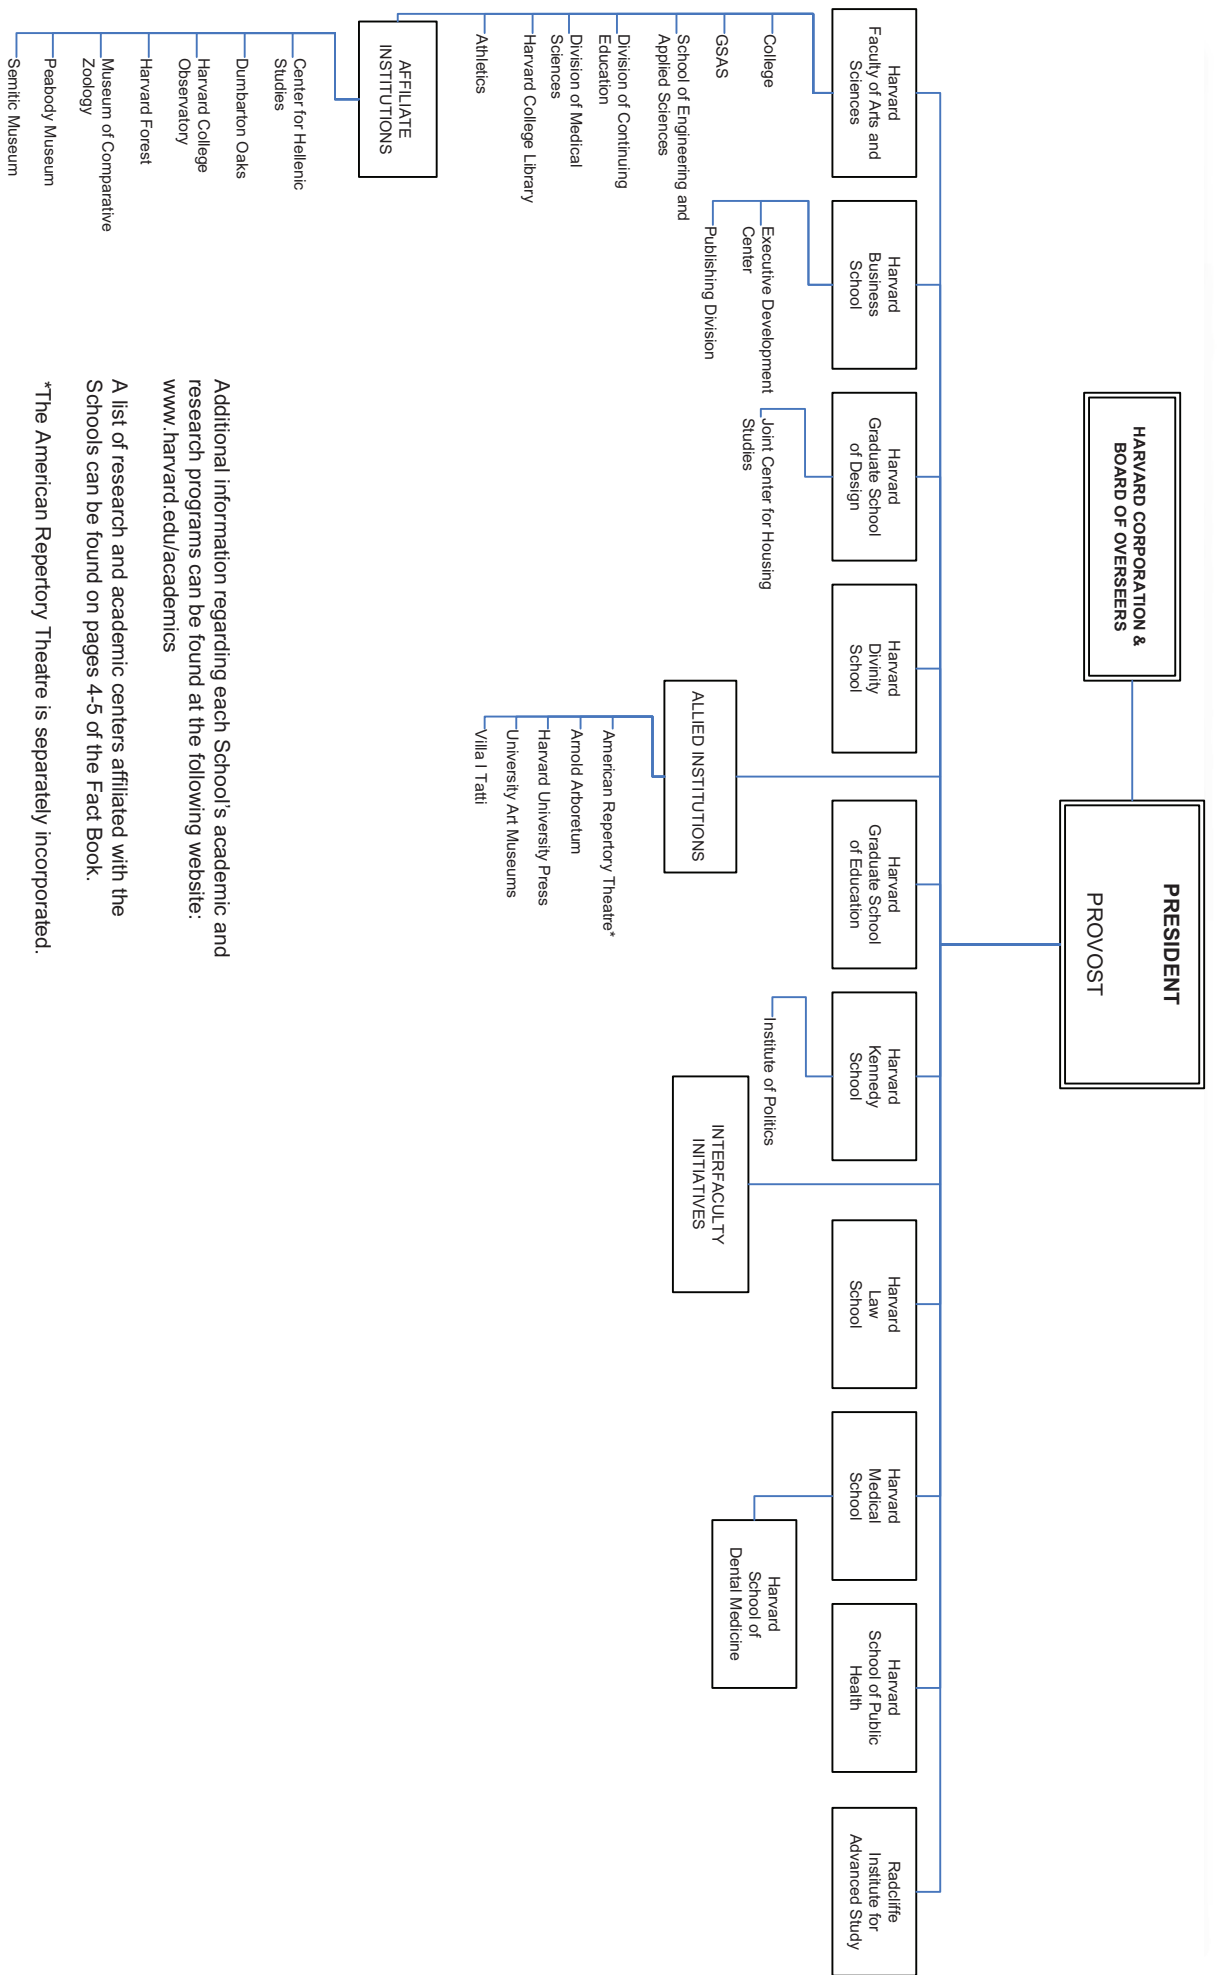 HARVARD CORPORATION &
BOARD OF OVERSEERS
PRESIDENT
PROVOST
Harvard
Faculty of Arts and
Sciences
College
GSAS
School of Engineering and
Applied Sciences
Division of Continuing
Education
Division of Medical
Sciences
Harvard College Library
Athletics
AFFILIATE
INSTITUTIONS
Center for Hellenic
Studies
Dumbarton Oaks
Harvard College
Observatory
Harvard Forest
Museum of Comparative
Zoology
Peabody Museum
Semitic Museum
Harvard
Business
School
Executive Development
Center
Publishing Division
Harvard
Graduate School
of Design
Joint Center for Housing
Studies
Harvard
Divinity
School
ALLIED INSTITUTIONS
American Repertory Theatre*
Arnold Arboretum
Harvard University Press
University Art Museums
Villa I Tatti
Harvard
Graduate School
of Education
Harvard
Kennedy
School
Institute of Politics
INTERFACULTY
INITIATIVES
Harvard
Law
School
Harvard
Medical
School
Harvard
School of
Dental Medicine
Harvard
School of Public
Health
Radcliffe
Institute for
Advanced Study
Additional information regarding each School's academic and
research programs can be found at the following website:
www.harvard.edu/academics
A list of research and academic centers affiliated with the
Schools can be found on pages 4-5 of the Fact Book.
*The American Repertory Theatre is separately incorporated.